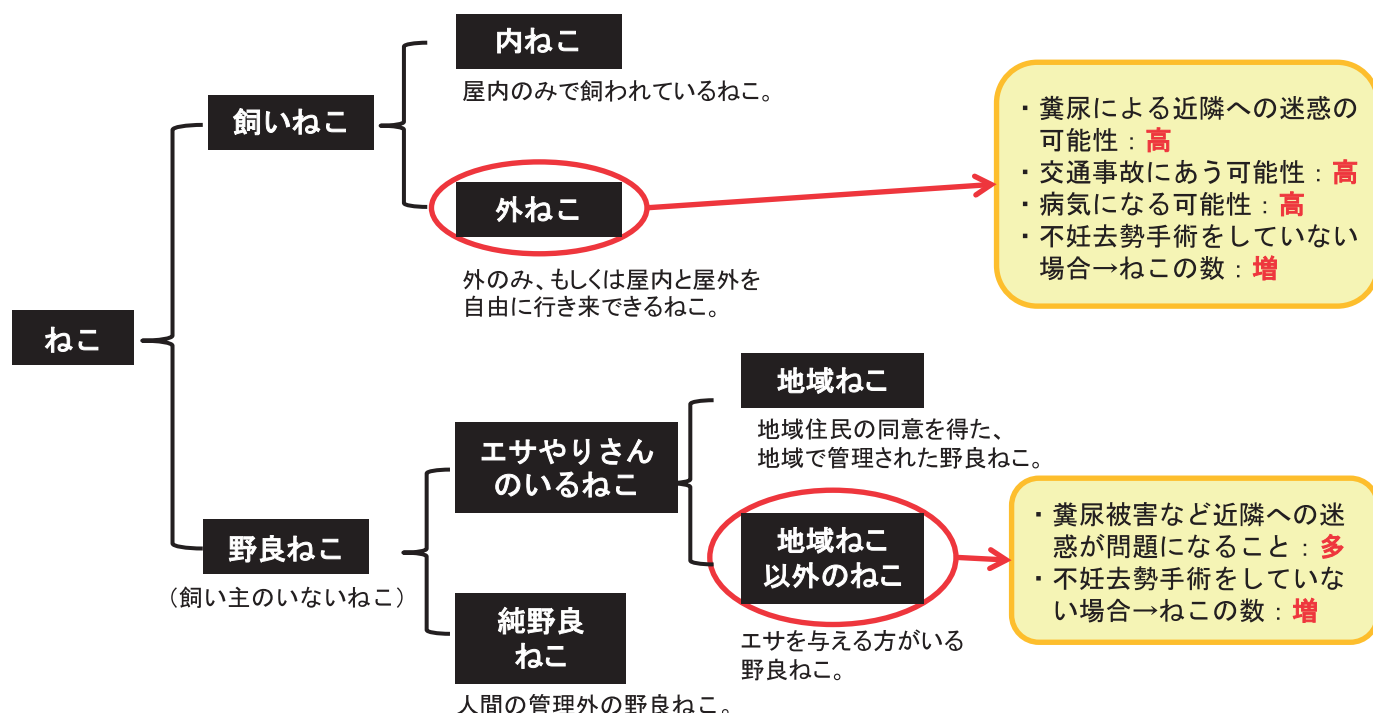 内ねこ
屋内のみで飼われているねこ。
飼いねこ
外ねこ
外のみ、もしくは屋内と屋外を
自由に行き来できるねこ。
・糞尿による近隣への迷惑の
可能性：高
・交通事故にあう可能性：高
・病気になる可能性：高
・不妊去勢手術をしていない
場合→ねこの数：増
ねこ
野良ねこ
（飼い主のいないねこ）
エサやりさん
のいるねこ
地域ねこ
地域住民の同意を得た、
地域で管理された野良ねこ。
地域ねこ
以外のねこ
エサを与える方がいる
野良ねこ。
・糞尿被害など近隣への迷
惑が問題になること：多
・不妊去勢手術をしていな
い場合→ねこの数：増
純野良
ねこ
人間の管理外の野良ねこ。